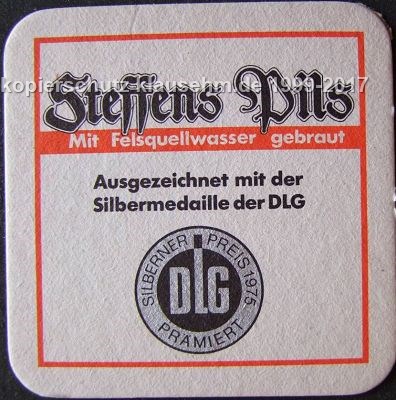 kopierschutz-klausehm.de 1999-2017
Steffens Pils
Mit Felsquellwasser gebraut
Ausgezeichnet mit der
Silbermedaille der DLG
SILBERNER PREIS 1975
DLG
PRÄMIERT